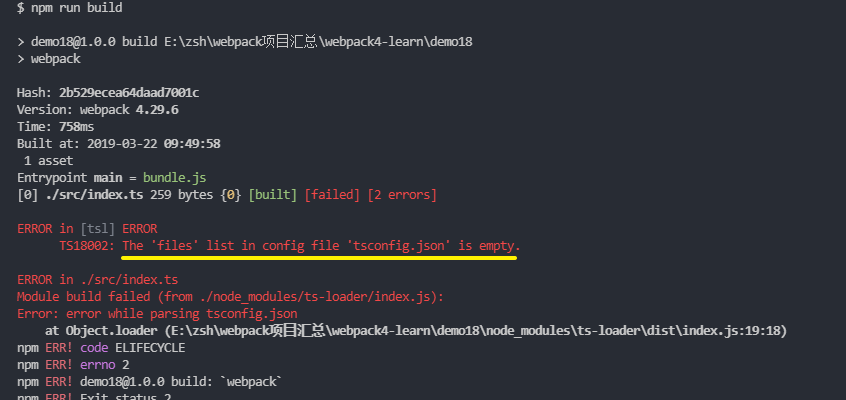 $ npm run build
> demo18@1.0.0 build E:\zsh\webpack项目汇总\webpack4-learn\demo18
> webpack
Hash: 2b529ecea64daad7001c
Version: webpack 4.29.6
Time: 758ms
Built at: 2019-03-22 09:49:58
1 asset
Entrypoint main = bundle.js
[0] ./src/index.ts 259 bytes {0} [built] [failed] [2 errors]
ERROR in [tsl] ERROR
TS18002: The 'files' list in config file 'tsconfig.json' is empty.
ERROR in ./src/index.ts
Module build failed (from ./node_modules/ts-loader/index.js):
Error: error while parsing tsconfig.json
at Object.loader (E:\zsh\webpack项目汇总\webpack4-learn\demo18\node_modules\ts-loader\dist\index.js:19:18)
npm ERR! code ELIFECYCLE
npm ERR! errno 2
npm ERR! demo18@1.0.0 build: `webpack`
npm ERR! Exit status 2